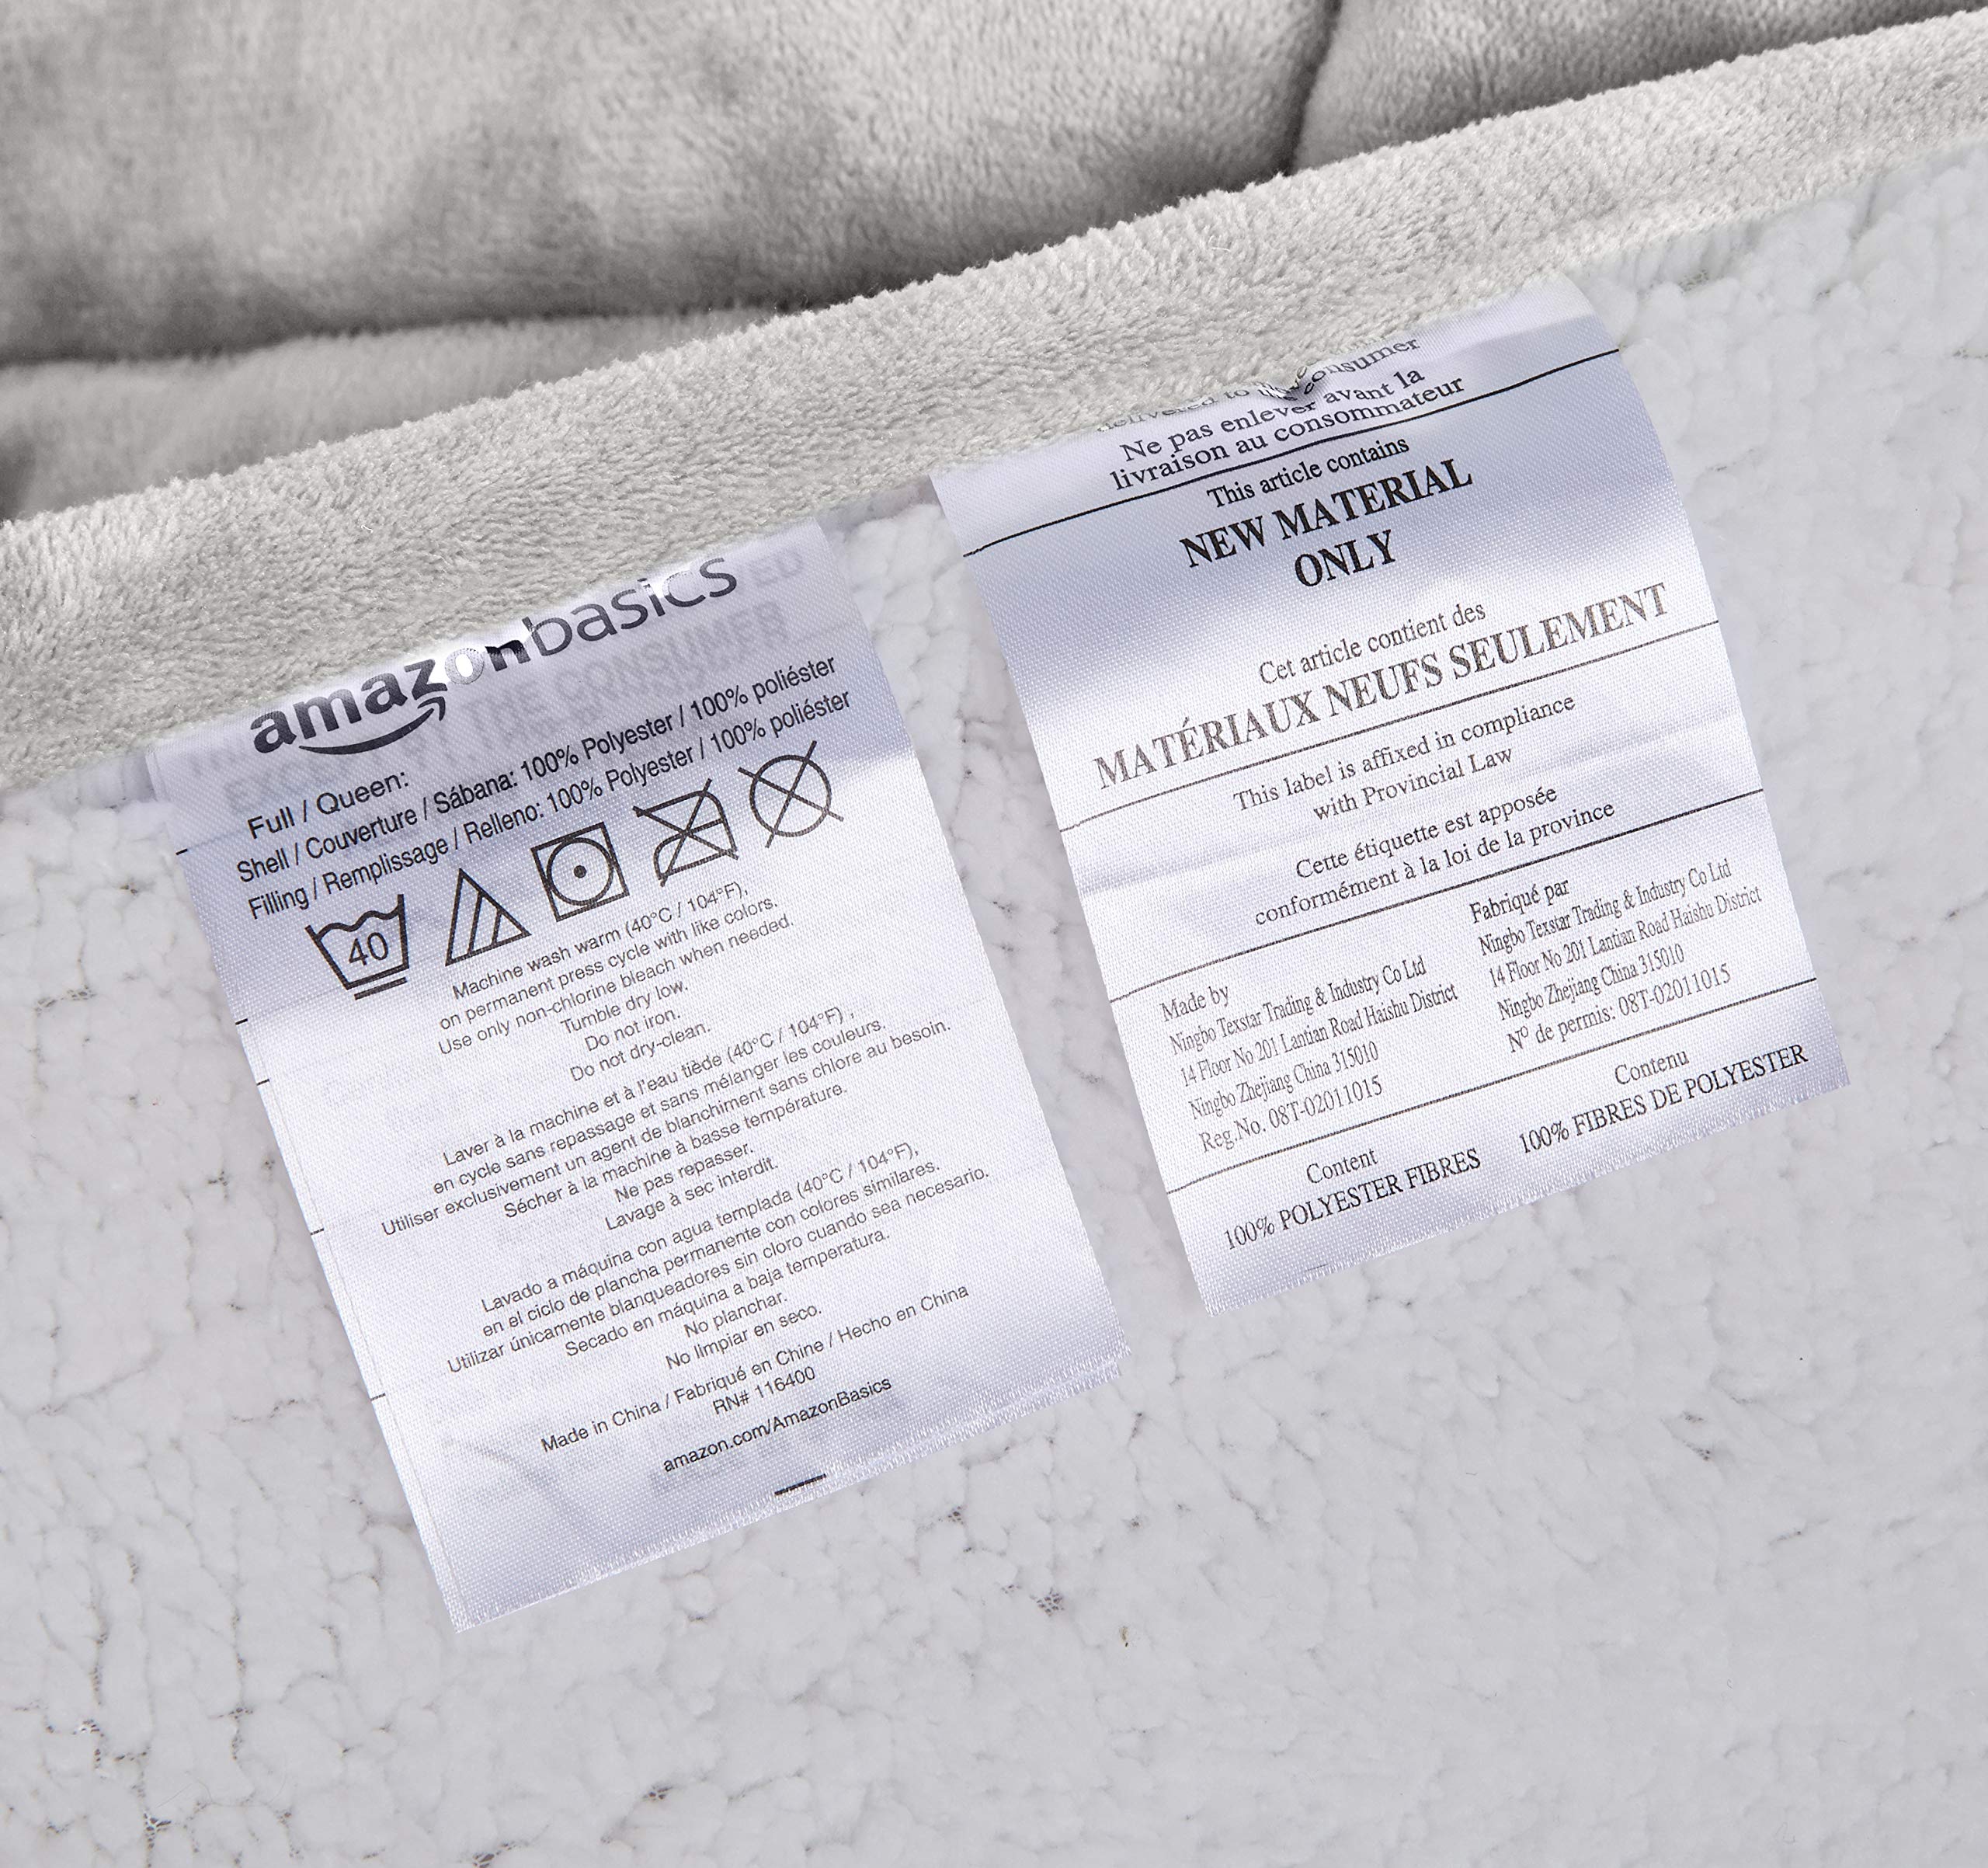 amazonbasics
Full / Queen:
Shell / Couverture / Sábana: 100% Polyester / 100% poliéster
Filling / Remplissage / Relleno: 100% Polyester / 100% poliéster
40
Machine wash warm (40°C / 104°F),
on permanent press cycle with like colors.
Use only non-chlorine bleach when needed.
Tumble dry low.
Do not iron.
Do not dry-clean.
Laver à la machine et à l'eau tiède (40°C / 104°F) ,
en cycle sans repassage et sans mélanger les couleurs.
Utiliser exclusivement un agent de blanchiment sans chlore au besoin.
Sécher à la machine à basse température.
Ne pas repasser.
Lavage à sec interdit.
Lavado a máquina con agua templada (40°C / 104°F),
en el ciclo de plancha permanente con colores similares.
Utilizar únicamente blanqueadores sin cloro cuando sea necesario.
Secado en máquina a baja temperatura.
No planchar.
No limpiar en seco.
Made in China / Fabriqué en Chine / Hecho en China
RN# 116400
amazon.com/AmazonBasics
delivered to the consumer
Ne pas enlever avant la
livraison au consommateur
This article contains
NEW MATERIAL
ONLY
Cet article contient des
MATÉRIAUX NEUFS SEULEMENT
This label is affixed in compliance
with Provincial Law
Cette étiquette est apposée
conformément à la loi de la province
Made by
Ningbo Texstar Trading & Industry Co Ltd
14 Floor No 201 Lantian Road Haishu District
Ningbo Zhejiang China 315010
Reg.No. 08T-02011015
Fabriqué par
Ningbo Texstar Trading & Industry Co Ltd
14 Floor No 201 Lantian Road Haishu District
Ningbo Zhejiang China 315010
Nº de permis: 08T-02011015
Content
100% POLYESTER FIBRES
Contenu
100% FIBRES DE POLYESTER